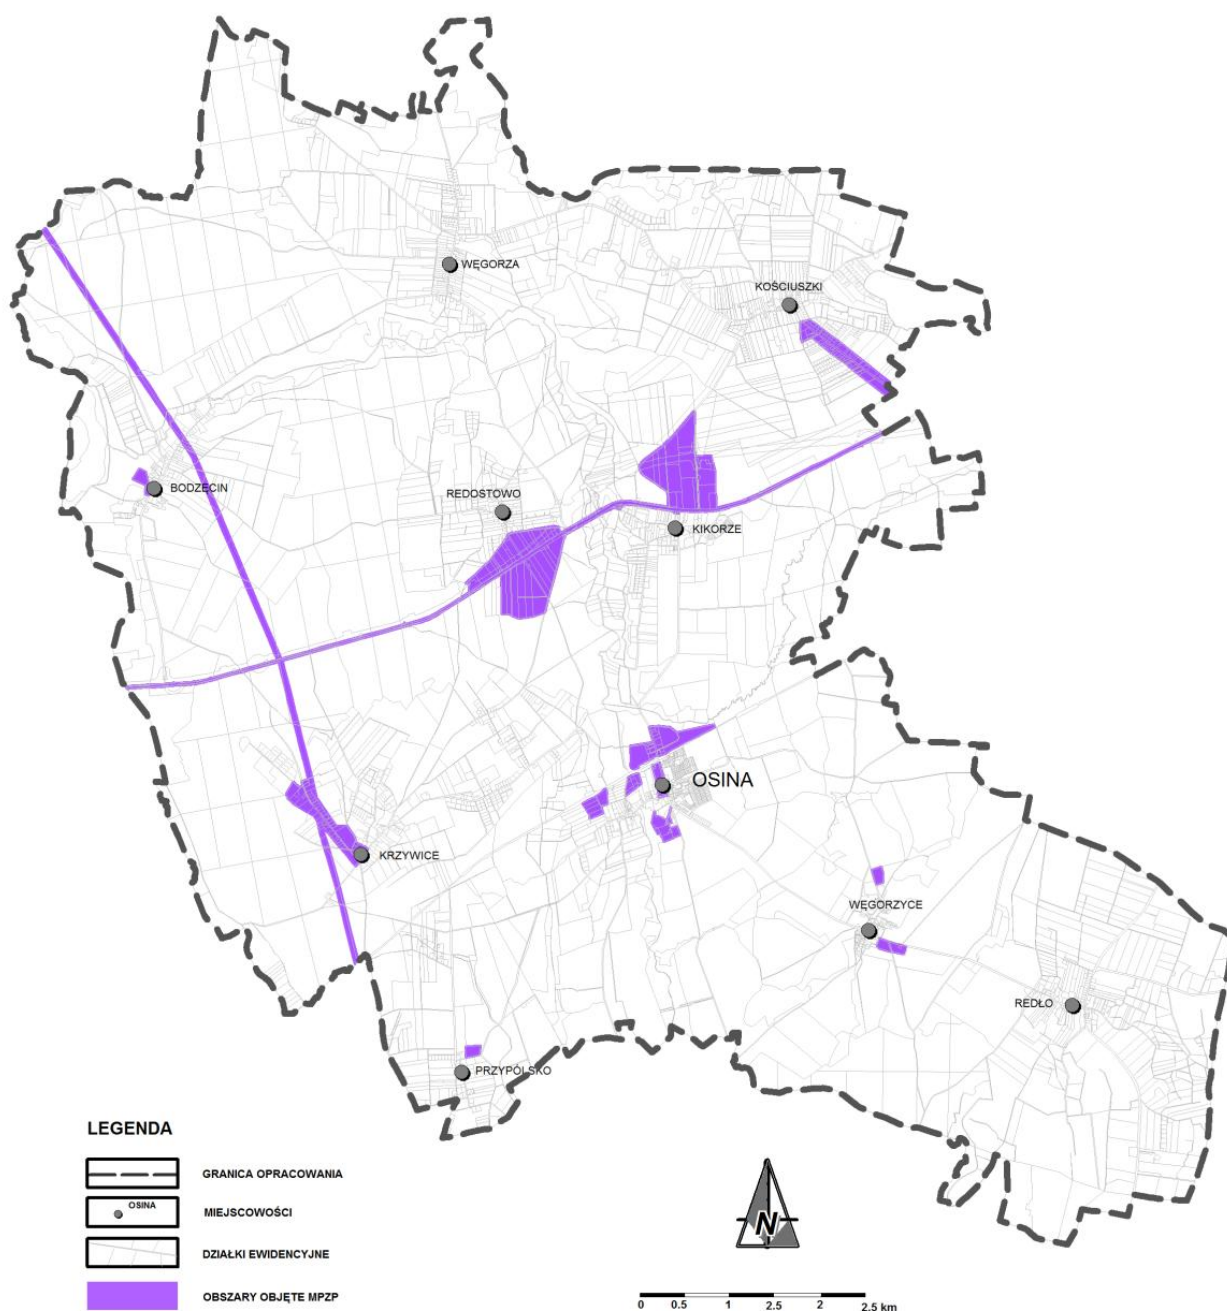 WĘGORZA
KOŚCIUSZKI
BODZĘCIN
REDOSTOWO
KIKORZE
OSINA
KRZYWICE
WĘGORZYCE
REDŁO
PRZYPÓLSKO
LEGENDA
GRANICA OPRACOWANIA
OSINA
MIEJSCOWOŚCI
DZIAŁKI EWIDENCYJNE
OBSZARY OBJĘTE MPZP
N
0 0.5 1 2.5 2 2.5 km